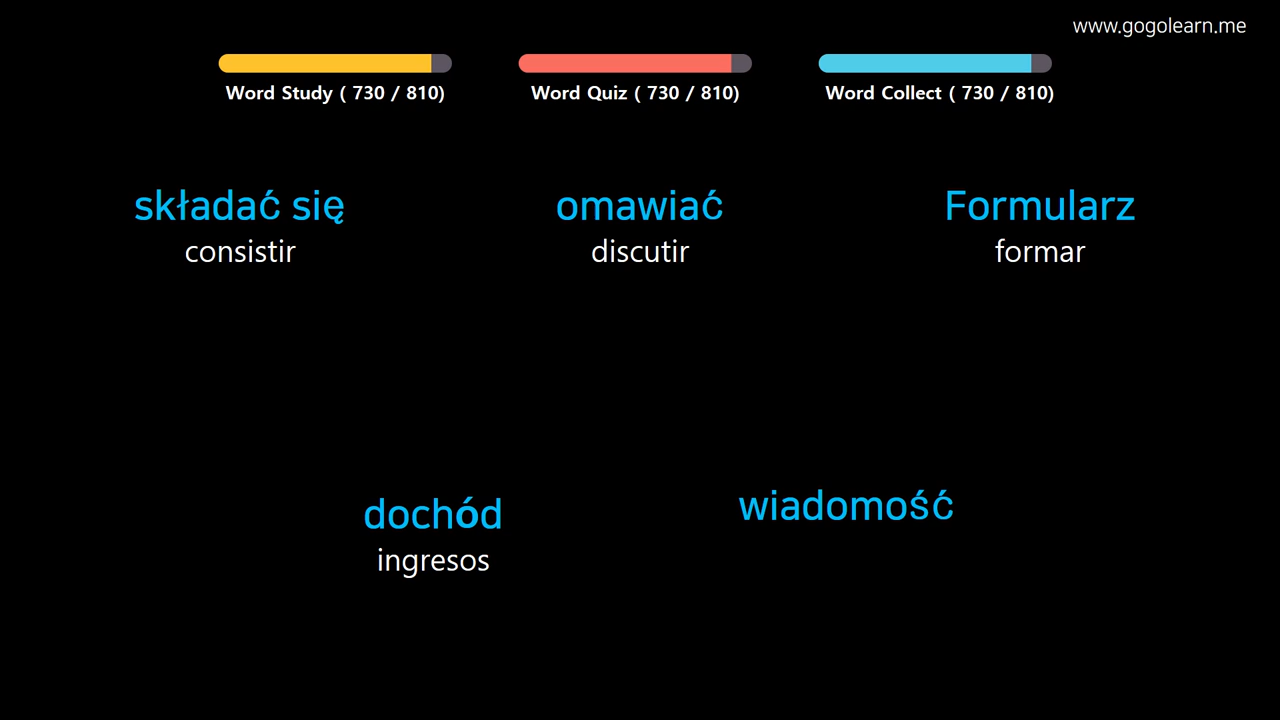 www.gogolearn.me
Word Study ( 730 / 810)
Word Quiz ( 730 / 810)
Word Collect ( 730 / 810)
składać się
consistir
omawiać
discutir
Formularz
formar
dochód
ingresos
wiadomość